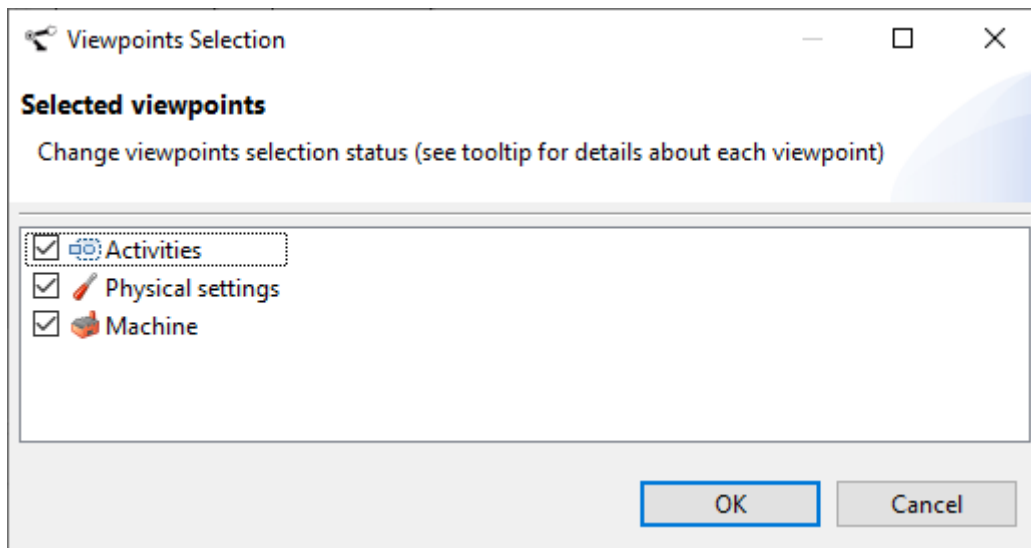 Viewpoints Selection
Selected viewpoints
Change viewpoints selection status (see tooltip for details about each viewpoint)
Activities
Physical settings
Machine
OK Cancel